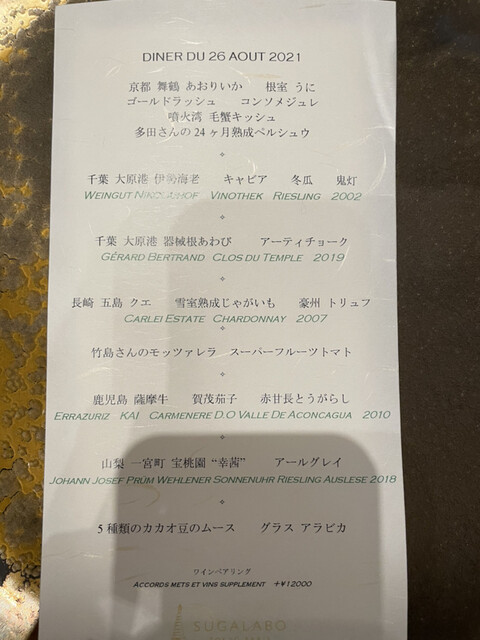 DINER DU 26 AOUT 2021
京都 舞鶴 あおりいか 根室 うに
ゴールドラッシュ コンソメジュレ
噴火湾 毛蟹キッシュ
多田さんの24ヶ月熟成ペルシュウ
千葉 大原港 伊勢海老 キャビア 冬瓜 鬼灯
WEINGUT NIKOLAIHOF VINOTHEK RIESLING 2002
千葉 大原港 器械根あわび アーティチョーク
GÉRARD BERTRAND CLOS DU TEMPLE 2019
長崎 五島 クエ 雪室熟成じゃがいも 豪州 トリュフ
CARLEI ESTATE CHARDONNAY 2007
竹島さんのモッツァレラ スーパーフルーツトマト
鹿児島 薩摩牛 賀茂茄子 赤甘長とうがらし
ERRAZURIZ KAI CARMENERE D.O VALLE DE ACONCAGUA 2010
山梨 一宮町 宝桃園 “幸茜” アールグレイ
JOHANN JOSEF PRÜM WEHLENER SONNENUHR RIESLING AUSLESE 2018
5種類のカカオ豆のムース グラス アラビカ
ワインペアリング
ACCORDS METS ET VINS SUPPLEMENT +¥12000
SUGALABO